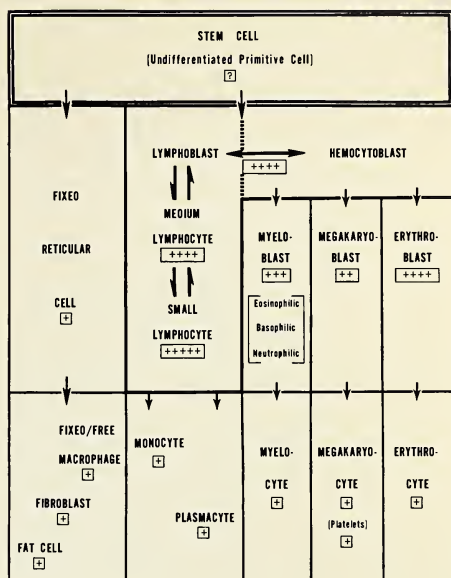 STEM CELL
(Undifferentiated Primitive Cell)
?
LYMPHOBLAST
HEMOCYTOBLAST
++++
FIXEO
RETICULAR
CELL
+
MEDIUM
LYMPHOCYTE
++++
SMALL
LYMPHOCYTE
+++++
MYELO-
BLAST
+++
Eosinophilic
Basophilic
Neutrophilic
MEGAKARYO-
BLAST
++
ERYTHRO-
BLAST
++++
FIXEO/FREE
MACROPHAGE
+
FIBROBLAST
+
FAT CELL
+
MONOCYTE
+
PLASMACYTE
+
MYELO-
CYTE
+
MEGAKARYO-
CYTE
+
(Platelets)
+
ERYTHRO-
CYTE
+